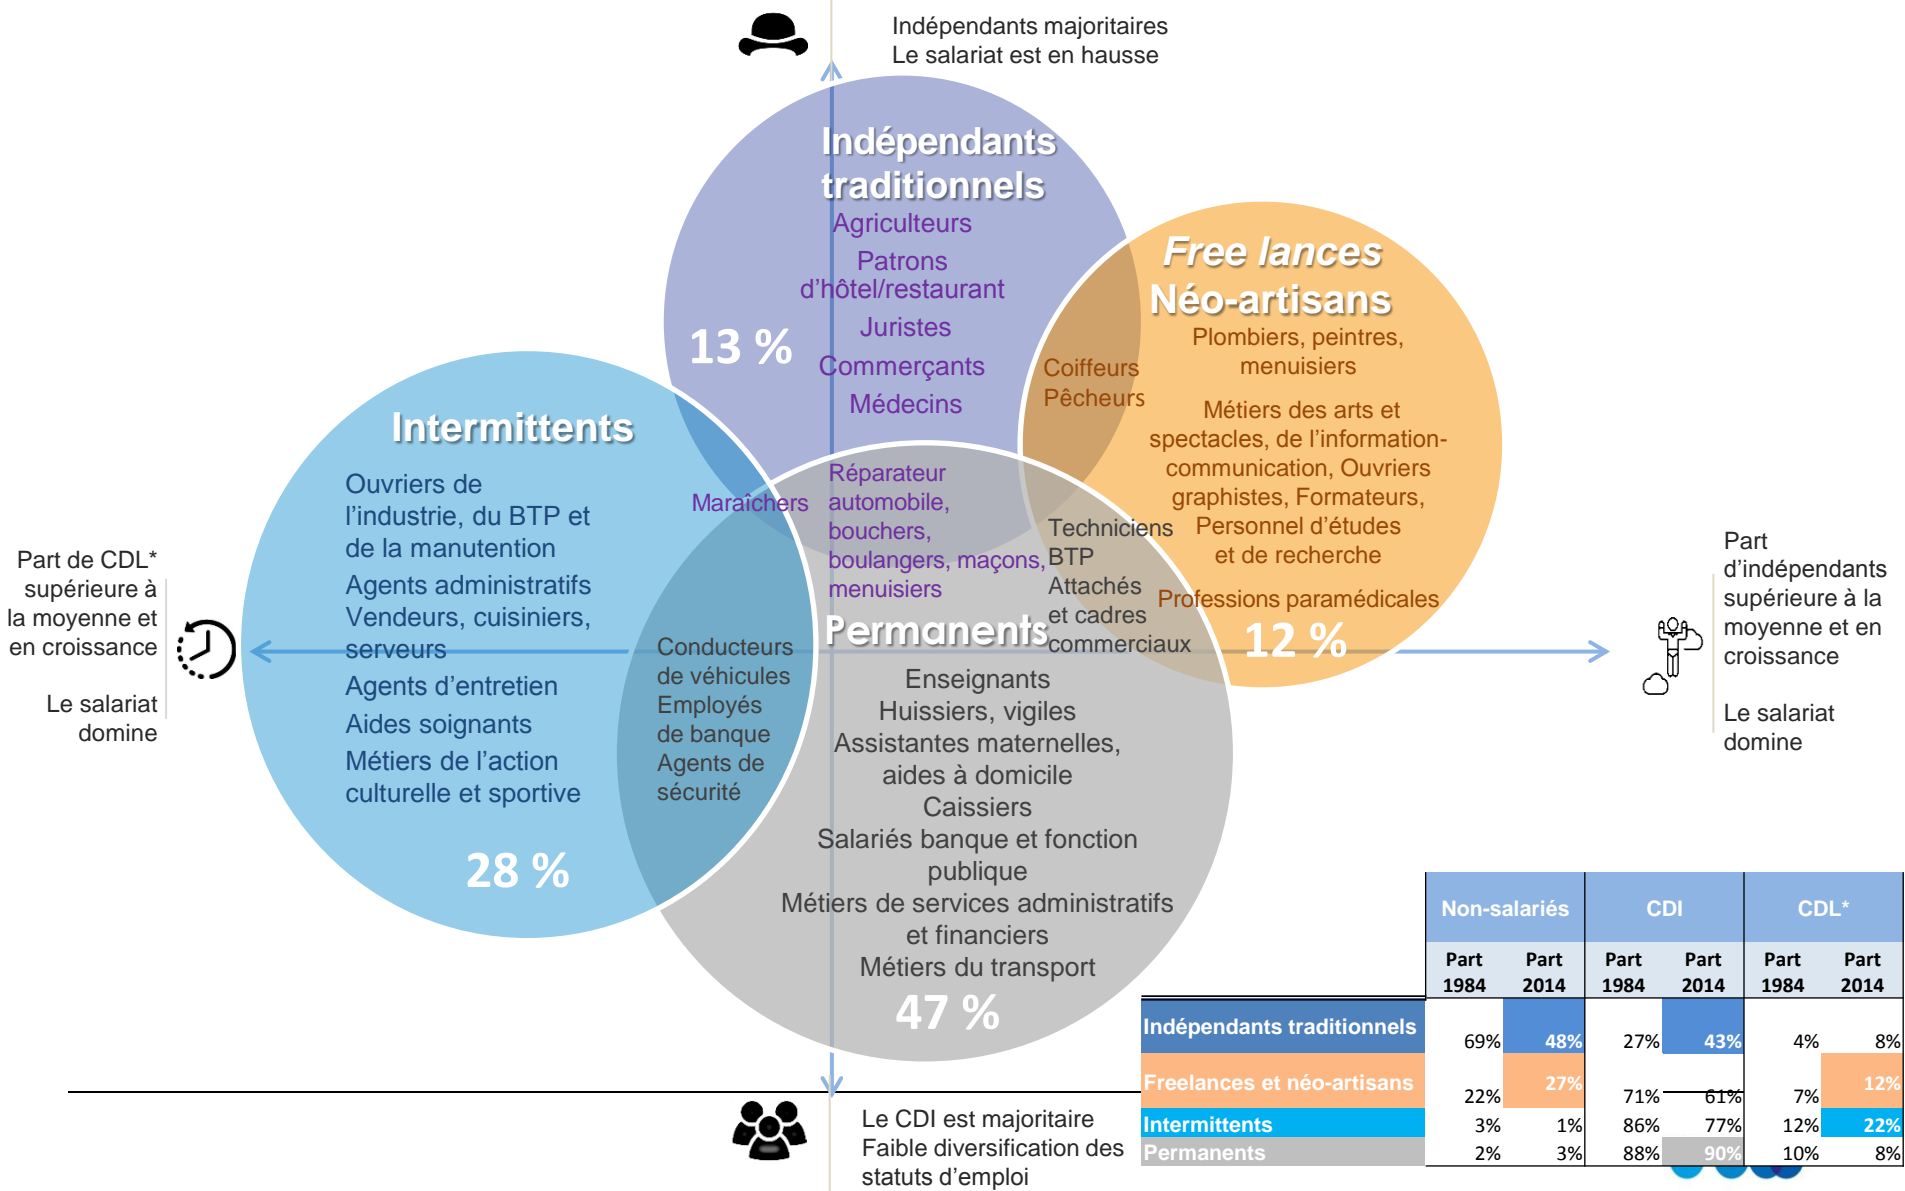 Indépendants majoritaires
Le salariat est en hausse
Indépendants
traditionnels
Agriculteurs
Patrons
d'hôtel/restaurant
Juristes
Commerçants
Médecins
13 %
Free lances
Néo-artisans
Plombiers, peintres,
menuisiers
Métiers des arts et
spectacles, de l'information-
communication, Ouvriers
graphistes, Formateurs,
Personnel d'études
et de recherche
Professions paramédicales
12 %
Coiffeurs
Pêcheurs
Intermittents
Ouvriers de
l'industrie, du BTP et
de la manutention
Agents administratifs
Vendeurs, cuisiniers,
serveurs
Agents d'entretien
Aides soignants
Métiers de l'action
culturelle et sportive
28 %
Maraîchers
Réparateur
automobile,
bouchers,
boulangers, maçons,
menuisiers
Techniciens
BTP
Attachés
et cadres
commerciaux
Conducteurs
de véhicules
Employés
de banque
Agents de
sécurité
Permanents
Enseignants
Huissiers, vigiles
Assistantes maternelles,
aides à domicile
Caissiers
Salariés banque et fonction
publique
Métiers de services administratifs
et financiers
Métiers du transport
47 %
Part de CDL*
supérieure à
la moyenne et
en croissance
Le salariat
domine
Part
d'indépendants
supérieure à la
moyenne et en
croissance
Le salariat
domine
Le CDI est majoritaire
Faible diversification des
statuts d'emploi
Non-salariés CDI CDL*
Part 1984 Part 2014 Part 1984 Part 2014 Part 1984 Part 2014
Indépendants traditionnels 69% 48% 27% 43% 4% 8%
Freelances et néo-artisans 22% 27% 71% 61% 7% 12%
Intermittents 3% 1% 86% 77% 12% 22%
Permanents 2% 3% 88% 90% 10% 8%